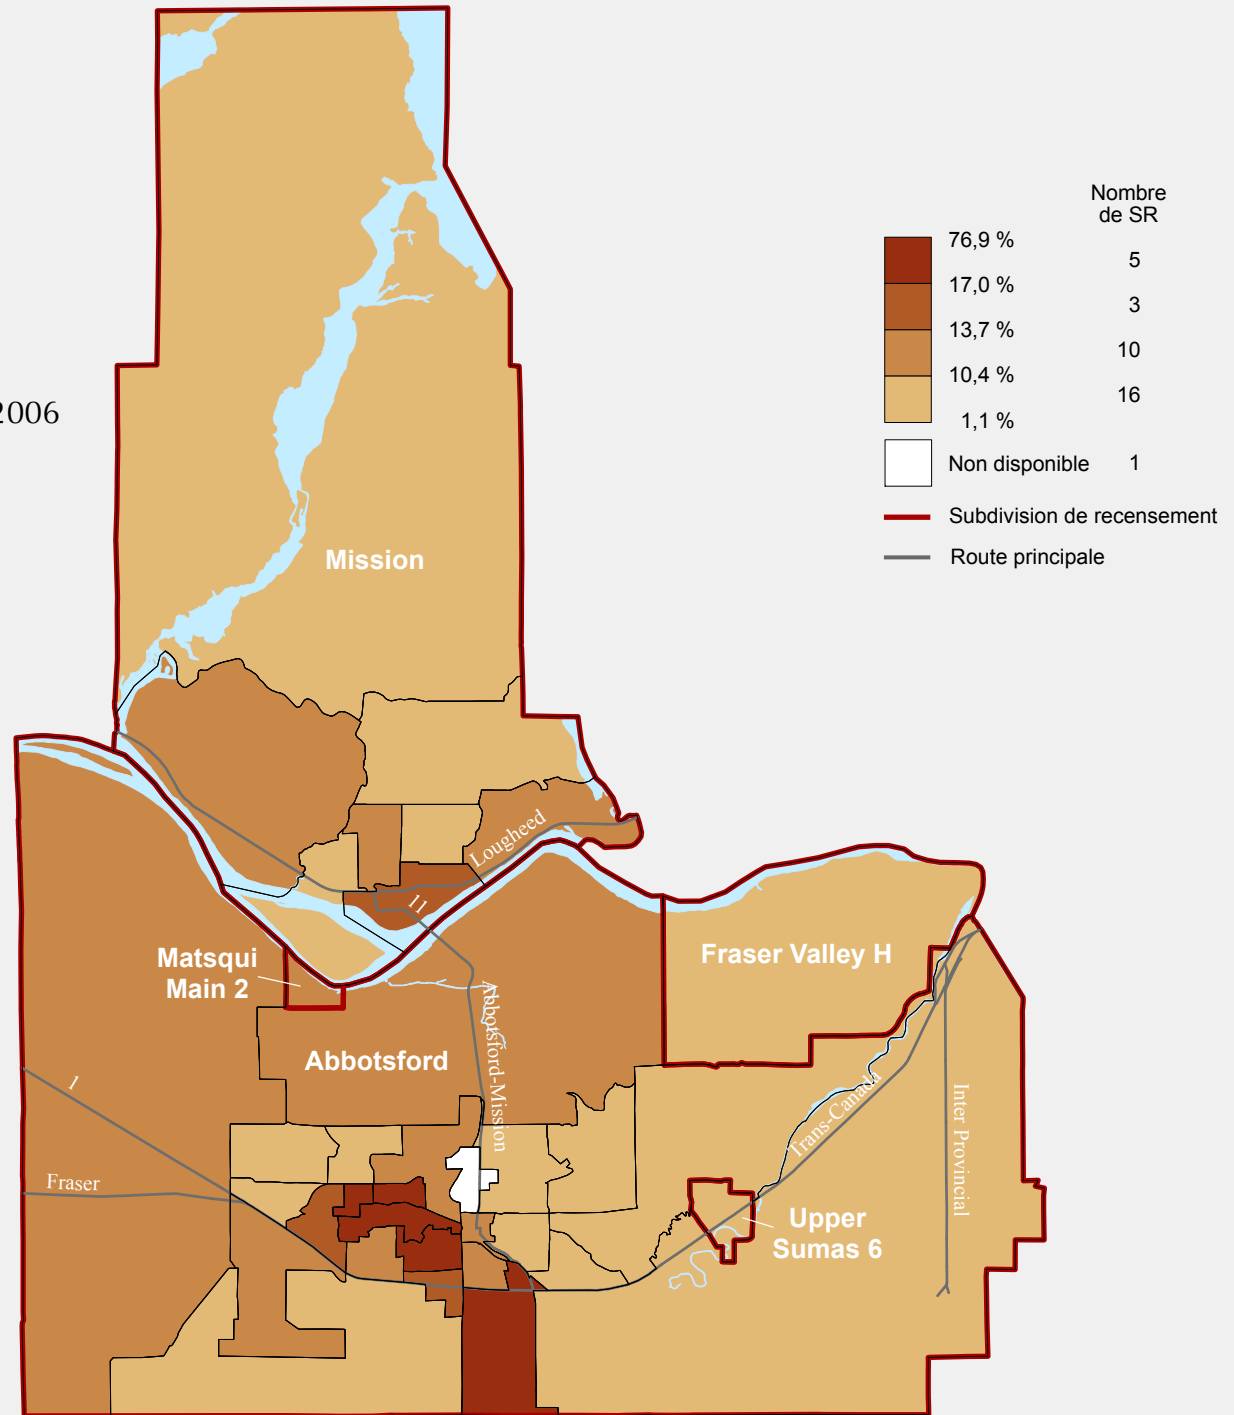 2006
Nombre
de SR
76,9 %
5
17,0 %
3
13,7 %
10
10,4 %
16
1,1 %
Non disponible 1
Subdivision de recensement
Route principale
Mission
Lougheed
11
Matsqui
Main 2
Fraser Valley H
Abbotsford
Abbotsford-Mission
1
Trans-Canada
Inter Provincial
Fraser
Upper
Sumas 6